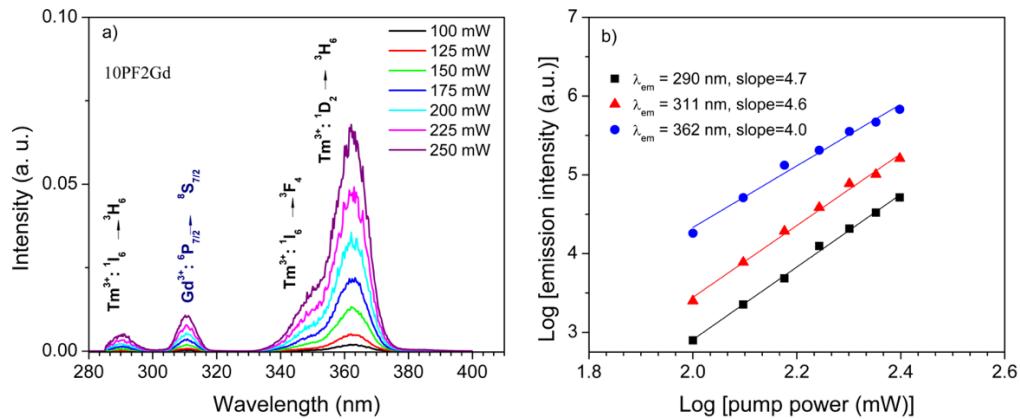 a)
10PF2Gd
100 mW
125 mW
150 mW
175 mW
200 mW
225 mW
250 mW
Tm³⁺: ¹I₆ → ³H₆
Gd³⁺: ⁶P₇/₂ → ⁸S₇/₂
Tm³⁺: ¹I₆ → ³F₄
Tm³⁺: ¹D₂ → ³H₆
Intensity (a. u.)
0.10
0.05
0.00
280 300 320 340 360 380 400
Wavelength (nm)
b)
λem = 290 nm, slope=4.7
λem = 311 nm, slope=4.6
λem = 362 nm, slope=4.0
Log [emission intensity (a.u.)]
7
6
5
4
3
2.0 2.2 2.4 2.6
Log [pump power (mW)]